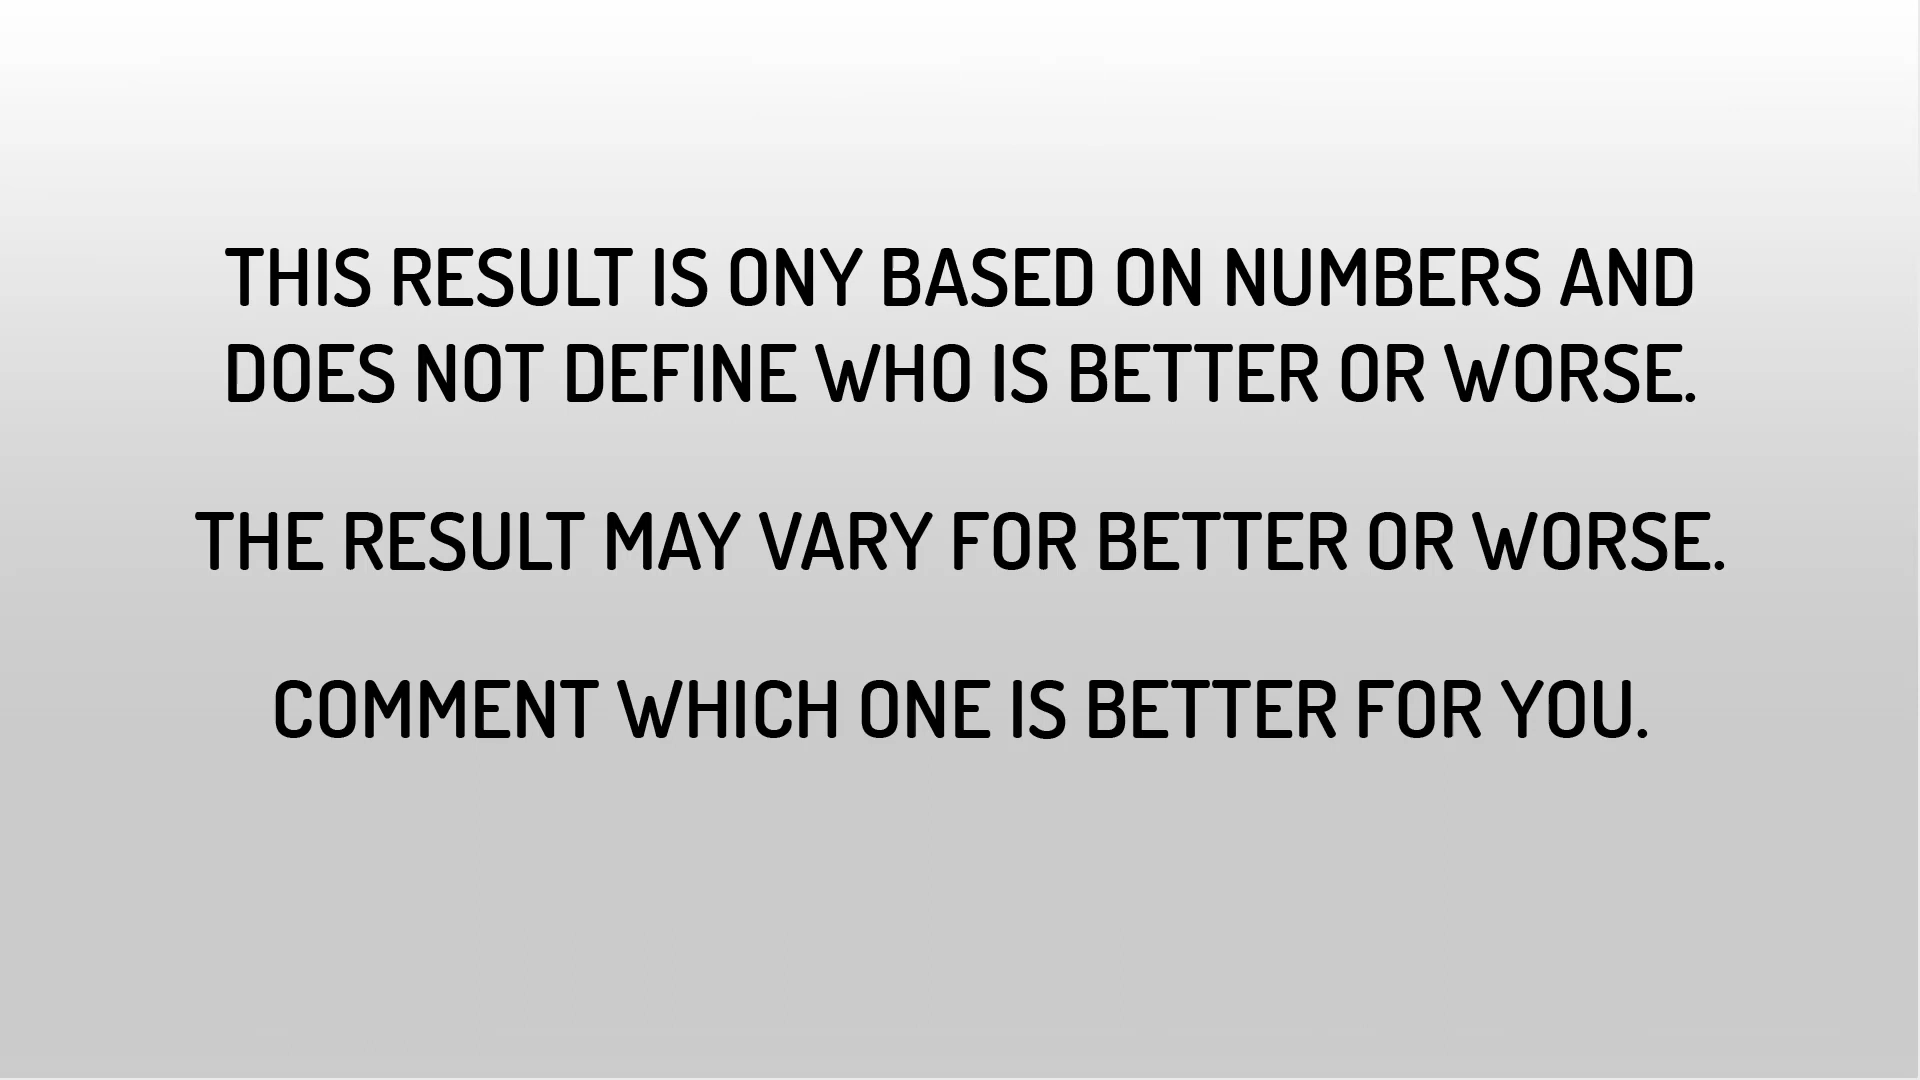 THIS RESULT IS ONY BASED ON NUMBERS AND
DOES NOT DEFINE WHO IS BETTER OR WORSE.
THE RESULT MAY VARY FOR BETTER OR WORSE.
COMMENT WHICH ONE IS BETTER FOR YOU.